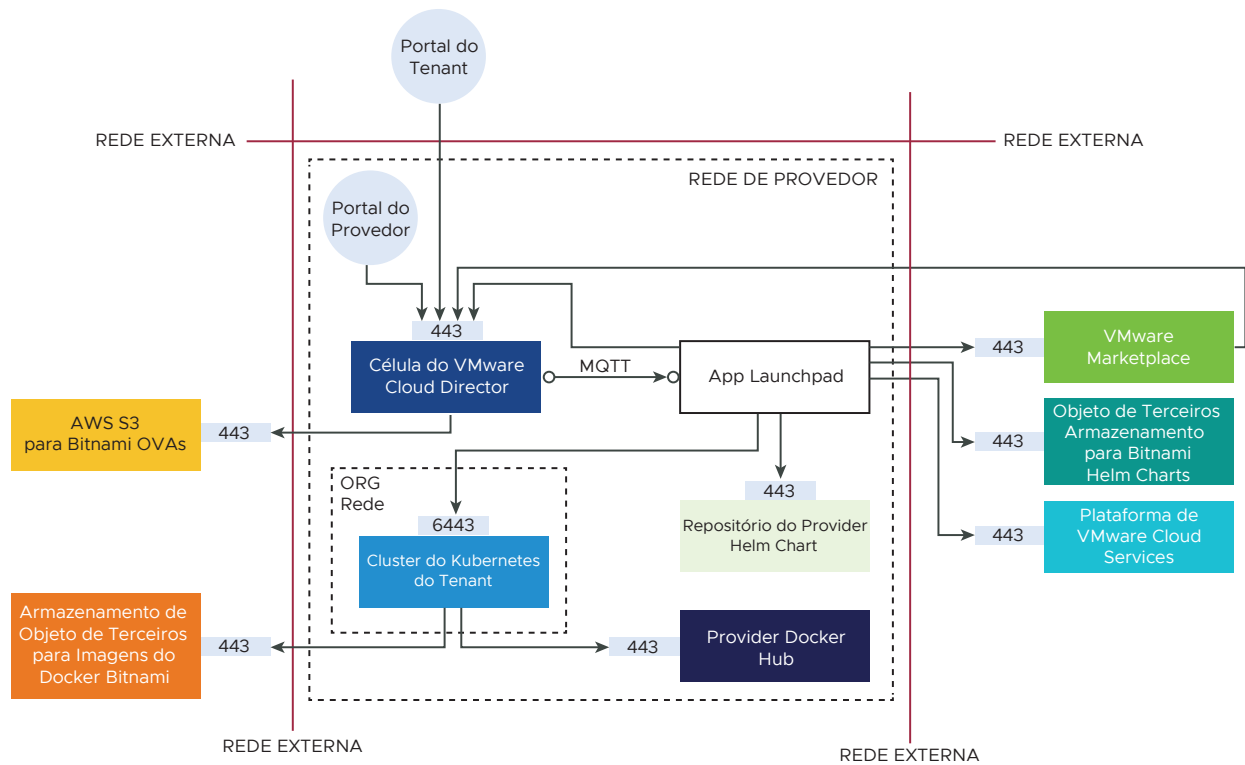 Portal do
Tenant
REDE EXTERNA
REDE EXTERNA
REDE DE PROVEDOR
Portal do
Provedor
443
Célula do VMware
Cloud Director
MQTT
App Launchpad
443
VMware
Marketplace
AWS S3
para Bitnami OVAs
443
443
Objeto de Terceiros
Armazenamento
para Bitnami
Helm Charts
ORG
Rede
6443
Cluster do Kubernetes
do Tenant
443
Repositório do Provider
Helm Chart
443
Plataforma de
VMware Cloud
Services
Armazenamento de
Objeto de Terceiros
para Imagens do
Docker Bitnami
443
443
Provider Docker
Hub
REDE EXTERNA
REDE EXTERNA